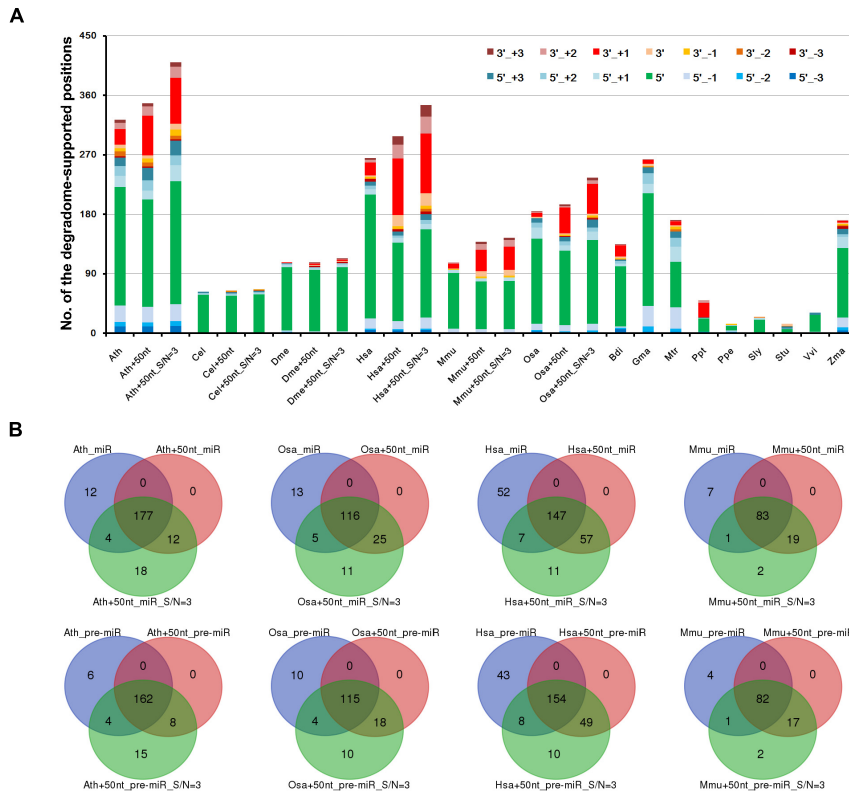 A
No. of the degradome-supported positions
450
360
270
180
90
0
3'_+3 3'_+2 3'_+1 3' 3'_-1 3'_-2 3'_-3
5'_+3 5'_+2 5'_+1 5' 5'_-1 5'_-2 5'_-3
Ath Ath+50nt Ath+50nt_S/N=3 Cel Cel+50nt Cel+50nt_S/N=3 Dme Dme+50nt Dme+50nt_S/N=3 Hsa Hsa+50nt Hsa+50nt_S/N=3 Mmu Mmu+50nt Mmu+50nt_S/N=3 Osa Osa+50nt Osa+50nt_S/N=3 Bdi Gma Mtr Ppt Ppe Sly Stu Vvi Zma
B
Ath_miR Ath+50nt_miR Osa_miR Osa+50nt_miR Hsa_miR Hsa+50nt_miR Mmu_miR Mmu+50nt_miR
12 0 0 13 0 0 52 0 0 7 0 0
177 116 147 83
4 12 5 25 7 57 1 19
18 11 11 2
Ath+50nt_miR_S/N=3 Osa+50nt_miR_S/N=3 Hsa+50nt_miR_S/N=3 Mmu+50nt_miR_S/N=3
Ath_pre-miR Ath+50nt_pre-miR Osa_pre-miR Osa+50nt_pre-miR Hsa_pre-miR Hsa+50nt_pre-miR Mmu_pre-miR Mmu+50nt_pre-miR
6 0 0 10 0 0 43 0 0 4 0 0
162 115 154 82
4 8 4 18 8 49 1 17
15 10 10 2
Ath+50nt_pre-miR_S/N=3 Osa+50nt_pre-miR_S/N=3 Hsa+50nt_pre-miR_S/N=3 Mmu+50nt_pre-miR_S/N=3